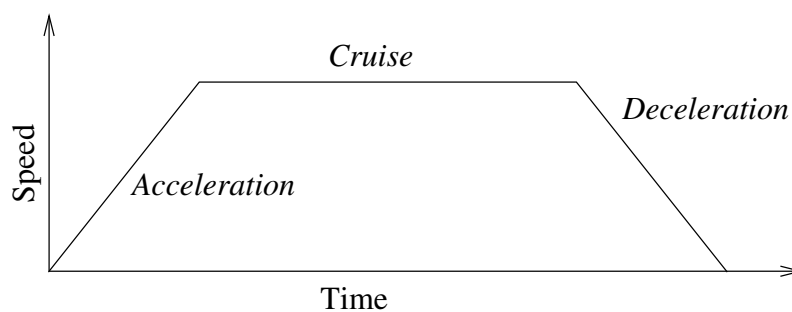 Cruise
Deceleration
Speed
Acceleration
Time